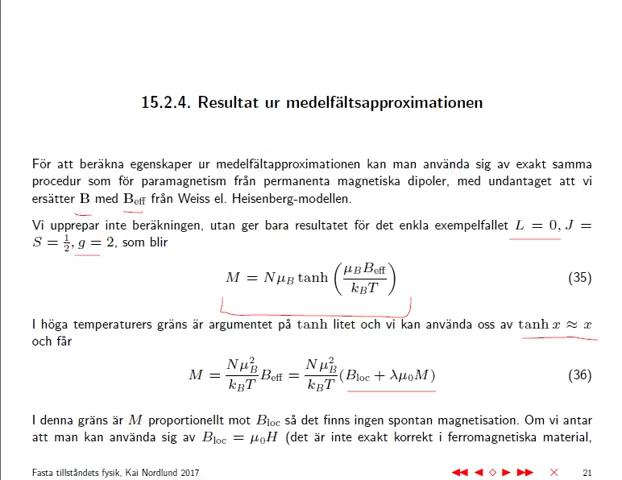 15.2.4. Resultat ur medelfältsapproximationen
För att beräkna egenskaper ur medelfältapproximationen kan man använda sig av exakt samma
procedur som för paramagnetism från permanenta magnetiska dipoler, med undantaget att vi
ersätter B med B_eff från Weiss el. Heisenberg-modellen.
Vi upprepar inte beräkningen, utan ger bara resultatet för det enkla exempelfallet L = 0, J =
S = 1/2, g = 2, som blir
M = Nμ_B tanh (μ_B B_eff / k_B T) (35)
I höga temperaturers gräns är argumentet på tanh litet och vi kan använda oss av tanh x ≈ x
och får
M = Nμ_B^2 / k_B T B_eff = Nμ_B^2 / k_B T (B_loc + λμ_0 M) (36)
I denna gräns är M proportionellt mot B_loc så det finns ingen spontan magnetisation. Om vi antar
att man kan använda sig av B_loc = μ_0 H (det är inte exakt korrekt i ferromagnetiska material,
Fasta tillståndets fysik, Kai Nordlund 2017 21